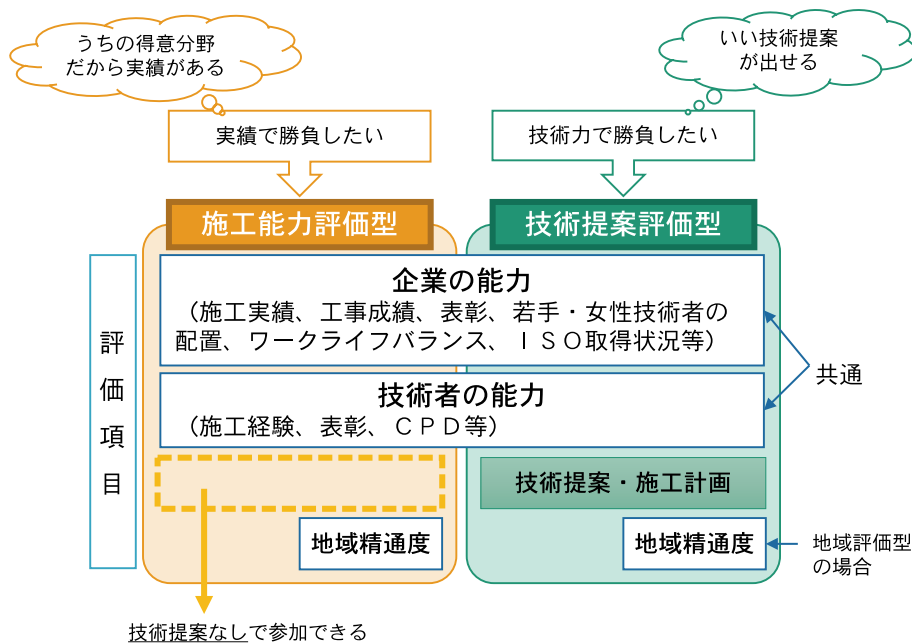 うちの得意分野
だから実績がある
いい技術提案
が出せる
実績で勝負したい
技術力で勝負したい
施工能力評価型
技術提案評価型
評価項目
企業の能力
（施工実績、工事成績、表彰、若手・女性技術者の
配置、ワークライフバランス、ＩＳＯ取得状況等）
技術者の能力
（施工経験、表彰、ＣＰＤ等）
共通
技術提案・施工計画
地域精通度
地域精通度
地域評価型
の場合
技術提案なしで参加できる